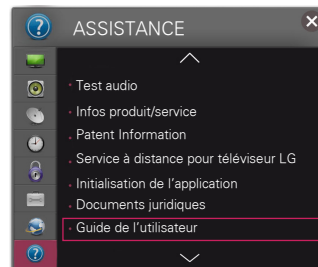 ASSISTANCE
• Test audio
• Infos produit/service
• Patent Information
• Service à distance pour téléviseur LG
• Initialisation de l'application
• Documents juridiques
• Guide de l'utilisateur